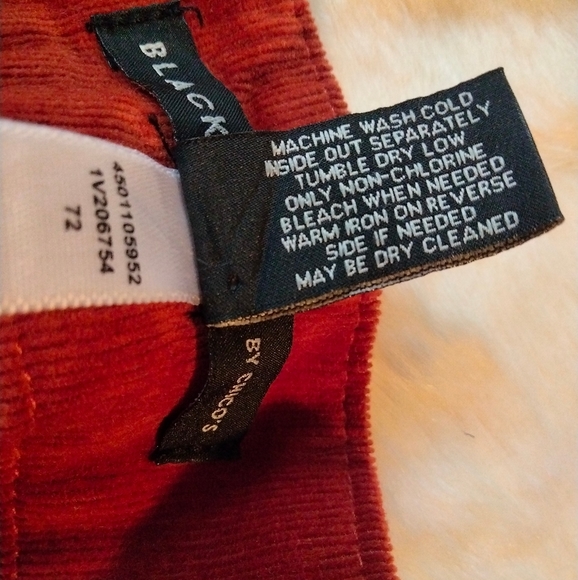 BLACK
MACHINE WASH COLD
INSIDE OUT SEPARATELY
TUMBLE DRY LOW
ONLY NON-CHLORINE
BLEACH WHEN NEEDED
WARM IRON ON REVERSE
SIDE IF NEEDED
MAY BE DRY CLEANED
4501105952
1V206754
72
BY CHICO'S